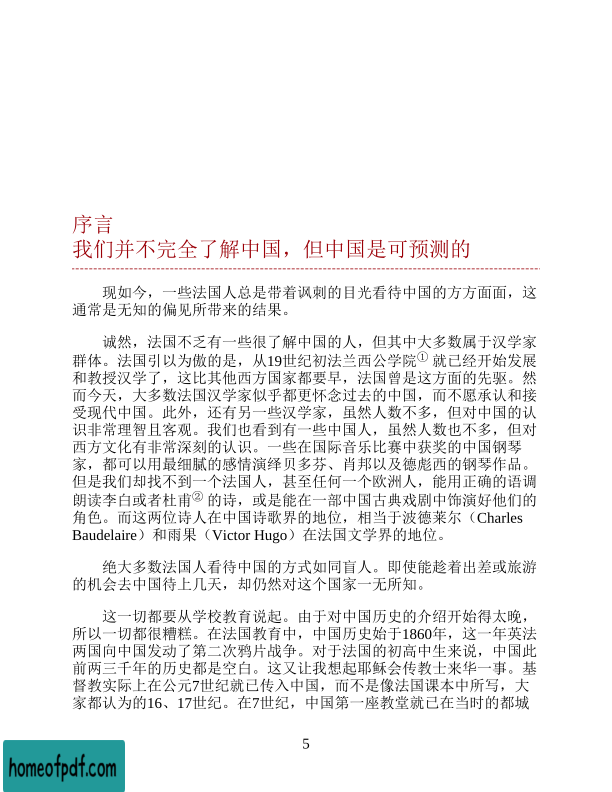 序言
我们并不完全了解中国，但中国是可预测的
现如今，一些法国人总是带着讽刺的目光看待中国的方方面面，这
通常是无知的偏见所带来的结果。
诚然，法国不乏有一些很了解中国的人，但其中大多数属于汉学家
群体。法国引以为傲的是，从19世纪初法兰西公学院① 就已经开始发展
和教授汉学了，这比其他西方国家都要早，法国曾是这方面的先驱。然
而今天，大多数法国汉学家似乎都更怀念过去的中国，而不愿承认和接
受现代中国。此外，还有另一些汉学家，虽然人数不多，但对中国的认
识非常理智且客观。我们也看到有一些中国人，虽然人数也不多，但对
西方文化有非常深刻的认识。一些在国际音乐比赛中获奖的中国钢琴
家，都可以用最细腻的感情演绎贝多芬、肖邦以及德彪西的钢琴作品。
但是我们却找不到一个法国人，甚至任何一个欧洲人，能用正确的语调
朗读李白或者杜甫② 的诗，或是能在一部中国古典戏剧中饰演好他们的
角色。而这两位诗人在中国诗歌界的地位，相当于波德莱尔（Charles
Baudelaire）和雨果（Victor Hugo）在法国文学界的地位。
绝大多数法国人看待中国的方式如同盲人。即使能趁着出差或旅游
的机会去中国待上几天，却仍然对这个国家一无所知。
这一切都要从学校教育说起。由于对中国历史的介绍开始得太晚，
所以一切都很糟糕。在法国教育中，中国历史始于1860年，这一年英法
两国向中国发动了第二次鸦片战争。对于法国的初高中生来说，中国此
前两三千年的历史都是空白。这又让我想起耶稣会传教士来华一事。基
督教实际上在公元7世纪就已传入中国，而不是像法国课本中所写，大
家都认为的16、17世纪。在7世纪，中国第一座教堂就已在当时的都城
5
homeofpdf.com